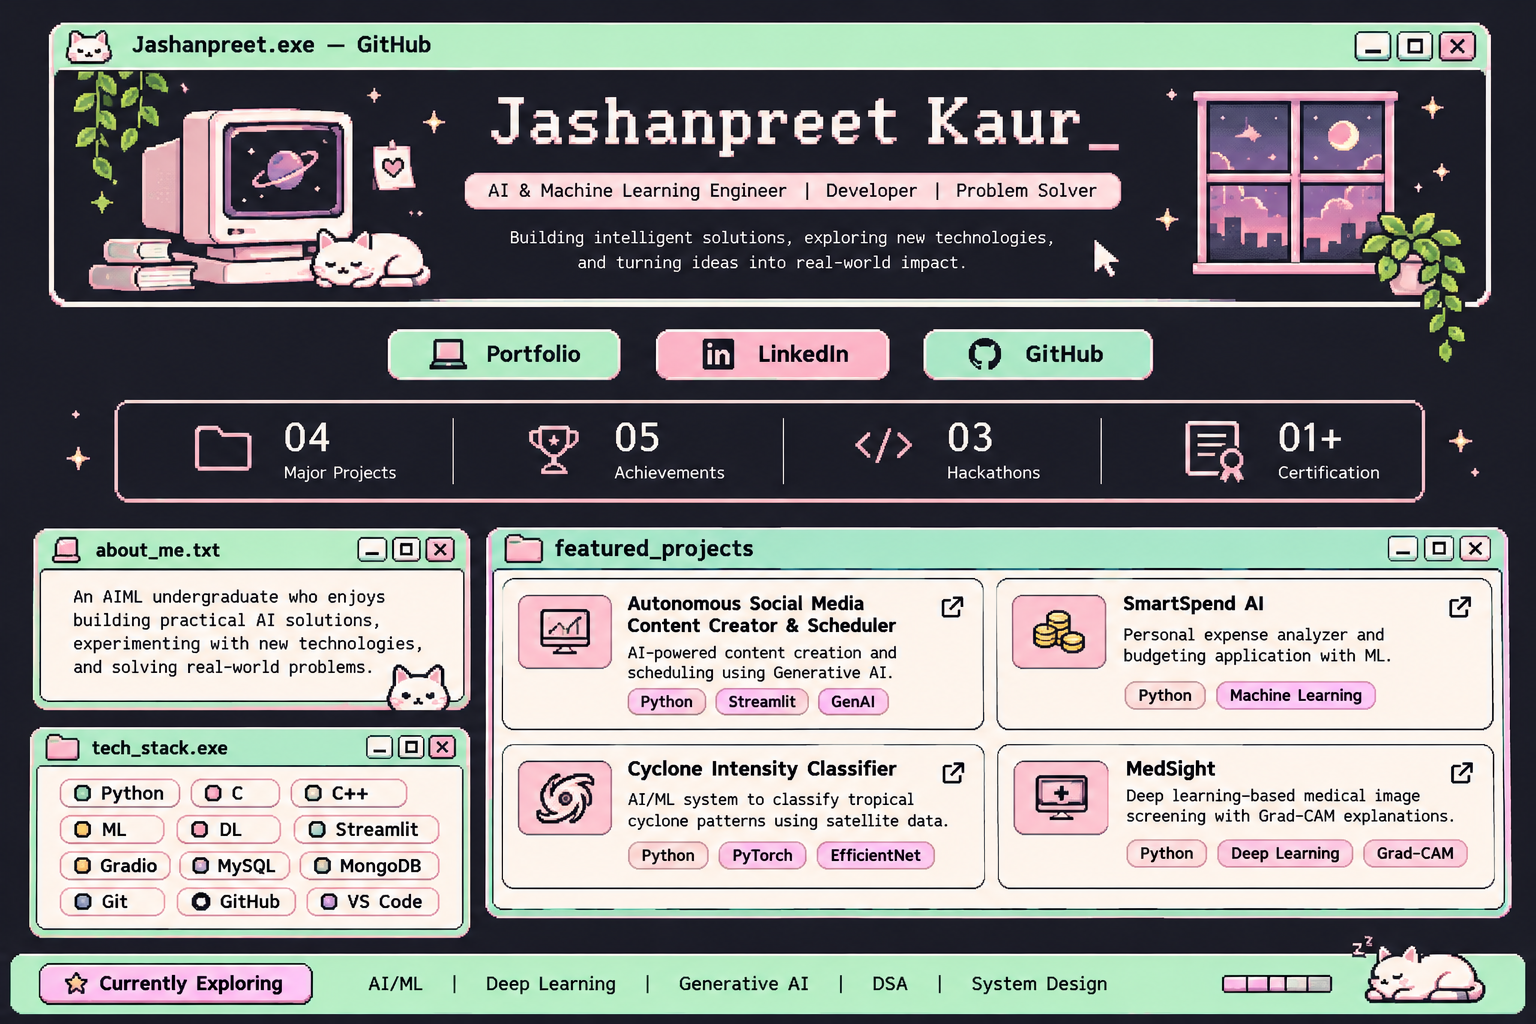 Jashanpreet.exe — GitHub
Jashanpreet Kaur_
AI & Machine Learning Engineer | Developer | Problem Solver
Building intelligent solutions, exploring new technologies,
and turning ideas into real-world impact.
Portfolio
LinkedIn
GitHub
04
Major Projects
05
Achievements
03
Hackathons
01+
Certification
about_me.txt
An AIML undergraduate who enjoys
building practical AI solutions,
experimenting with new technologies,
and solving real-world problems.
tech_stack.exe
Python
C
C++
ML
DL
Streamlit
Gradio
MySQL
MongoDB
Git
GitHub
VS Code
featured_projects
Autonomous Social Media
Content Creator & Scheduler
AI-powered content creation and
scheduling using Generative AI.
Python
Streamlit
GenAI
SmartSpend AI
Personal expense analyzer and
budgeting application with ML.
Python
Machine Learning
Cyclone Intensity Classifier
AI/ML system to classify tropical
cyclone patterns using satellite data.
Python
PyTorch
EfficientNet
MedSight
Deep learning-based medical image
screening with Grad-CAM explanations.
Python
Deep Learning
Grad-CAM
Currently Exploring
AI/ML | Deep Learning | Generative AI | DSA | System Design
zz